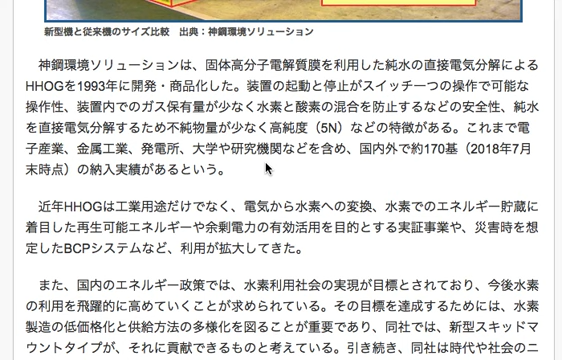 新型機と従来機のサイズ比較　出典：神鋼環境ソリューション
　神鋼環境ソリューションは、固体高分子電解質膜を利用した純水の直接電気分解による
HHOGを1993年に開発・商品化した。装置の起動と停止がスイッチ一つの操作で可能な
操作性、装置内でのガス保有量が少なく水素と酸素の混合を防止するなどの安全性、純水
を直接電気分解するため不純物量が少なく高純度（5N）などの特徴がある。これまで電
子産業、金属工業、発電所、大学や研究機関などを含め、国内外で約170基（2018年7月
末時点）の納入実績があるという。
　近年HHOGは工業用途だけでなく、電気から水素への変換、水素でのエネルギー貯蔵に
着目した再生可能エネルギーや余剰電力の有効活用を目的とする実証事業や、災害時を想
定したBCPシステムなど、利用が拡大してきた。
　また、国内のエネルギー政策では、水素利用社会の実現が目標とされており、今後水素
の利用を飛躍的に高めていくことが求められている。その目標を達成するためには、水素
製造の低価格化と供給方法の多様化を図ることが重要であり、同社では、新型スキッドマ
ウントタイプが、それに貢献できるものと考えている。引き続き、同社は時代や社会のニ